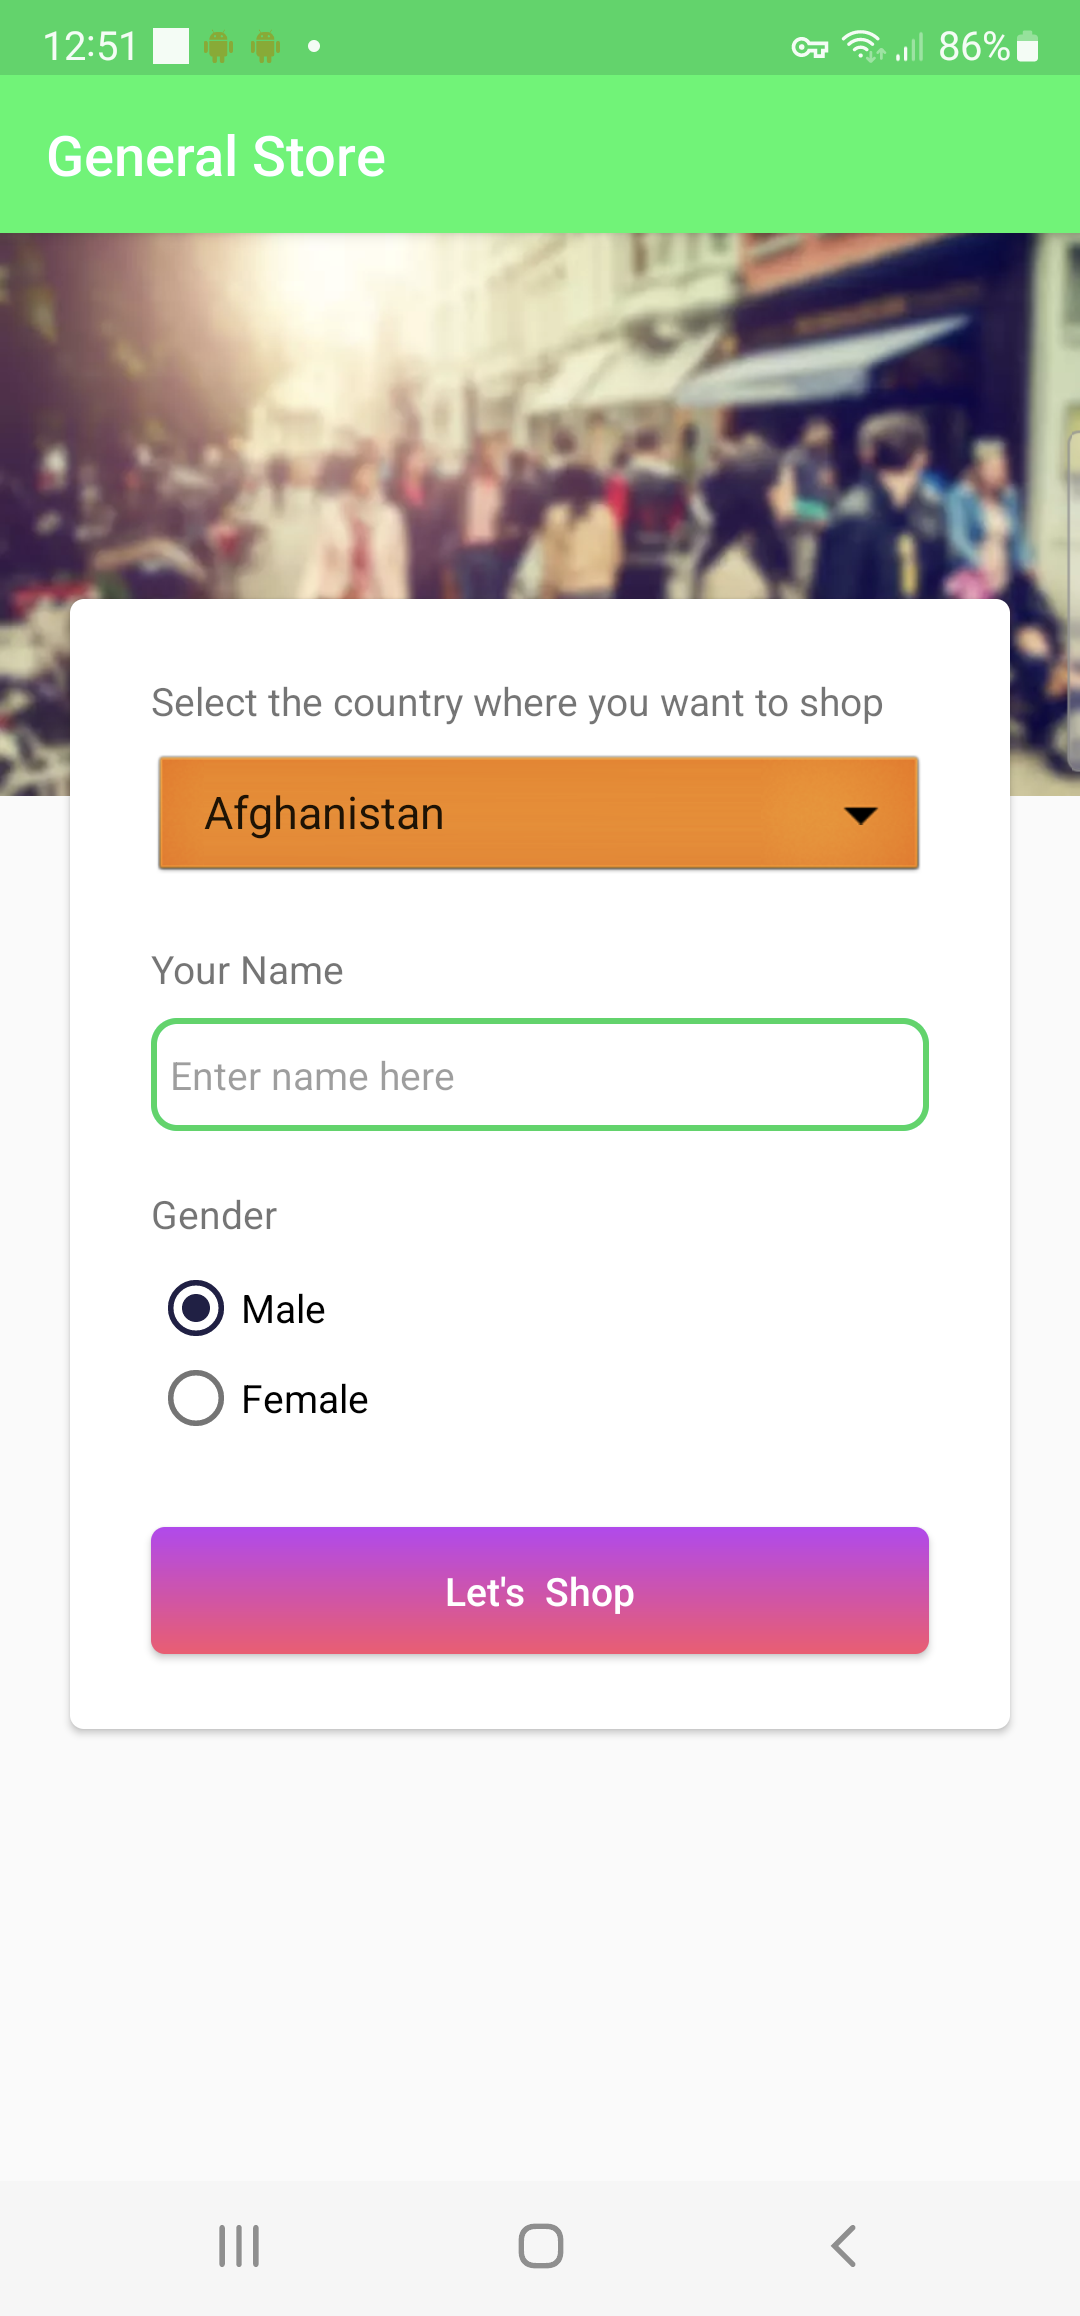 12:51 86%
General Store
Select the country where you want to shop
Afghanistan
Your Name
Enter name here
Gender
Male
Female
Let's Shop